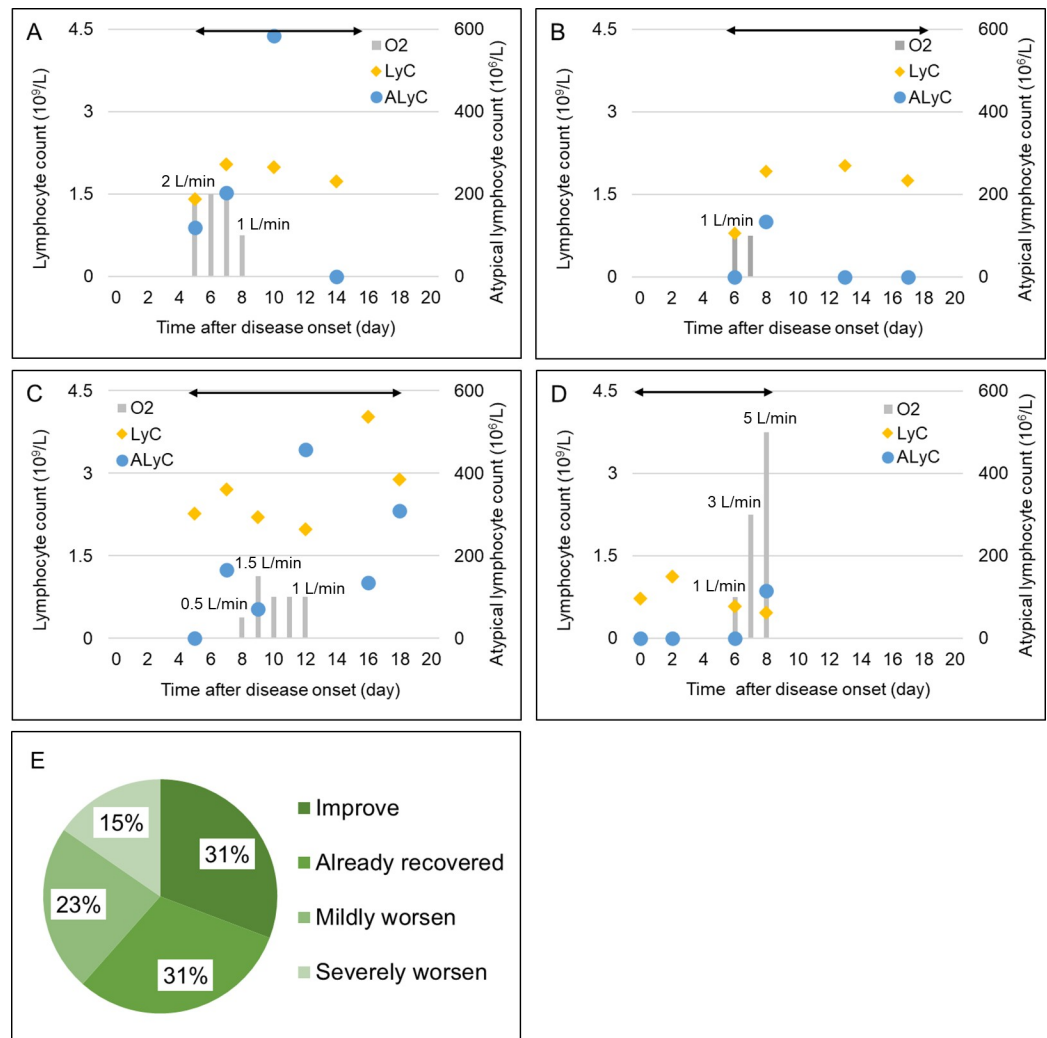 A
4.5
3
1.5
0
600
400
200
0
Lymphocyte count (10⁹/L)
Atypical lymphocyte count (10⁶/L)
O2
LyC
ALyC
2 L/min
1 L/min
0 2 4 6 8 10 12 14 16 18 20
Time after disease onset (day)
B
4.5
3
1.5
0
600
400
200
0
Lymphocyte count (10⁹/L)
Atypical lymphocyte count (10⁶/L)
O2
LyC
ALyC
1 L/min
0 2 4 6 8 10 12 14 16 18 20
Time after disease onset (day)
C
4.5
3
1.5
0
600
400
200
0
Lymphocyte count (10⁹/L)
Atypical lymphocyte count (10⁶/L)
O2
LyC
ALyC
0.5 L/min
1.5 L/min
1 L/min
0 2 4 6 8 10 12 14 16 18 20
Time after disease onset (day)
D
4.5
3
1.5
0
600
400
200
0
Lymphocyte count (10⁹/L)
Atypical lymphocyte count (10⁶/L)
O2
LyC
ALyC
1 L/min
3 L/min
5 L/min
0 2 4 6 8 10 12 14 16 18 20
Time after disease onset (day)
E
15%
31%
23%
31%
Improve
Already recovered
Mildly worsen
Severely worsen